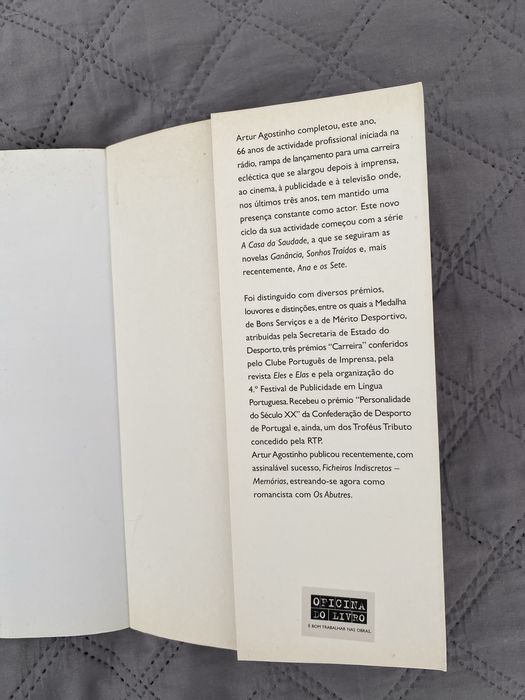 Artur Agostinho completou, este ano,
66 anos de actividade profissional iniciada na
rádio, rampa de lançamento para uma carreira
ecléctica que se alargou depois à imprensa,
ao cinema, à publicidade e à televisão onde,
nos últimos três anos, tem mantido uma
presença constante como actor. Este novo
ciclo da sua actividade começou com a série
A Casa da Saudade, a que se seguiram as
novelas Ganância, Sonhos Traídos e, mais
recentemente, Ana e os Sete.
Foi distinguido com diversos prémios,
louvores e distinções, entre os quais a Medalha
de Bons Serviços e a de Mérito Desportivo,
atribuidas pela Secretaria de Estado do
Desporto, três prémios "Carreira" conferidos
pelo Clube Português de Imprensa, pela
revista Eles e Elas e pela organização do
4.º Festival de Publicidade em Língua
Portuguesa. Recebeu o prémio "Personalidade
do Século XX" da Confederação de Desporto
de Portugal e, ainda, um dos Troféus Tributo
concedido pela RTP.
Artur Agostinho publicou recentemente, com
assinalável sucesso, Ficheiros Indiscretos –
Memórias, estreando-se agora como
romancista com Os Abutres.
OFICINA
DO LIVRO
É BOM TRABALHAR NAS OBRAS.